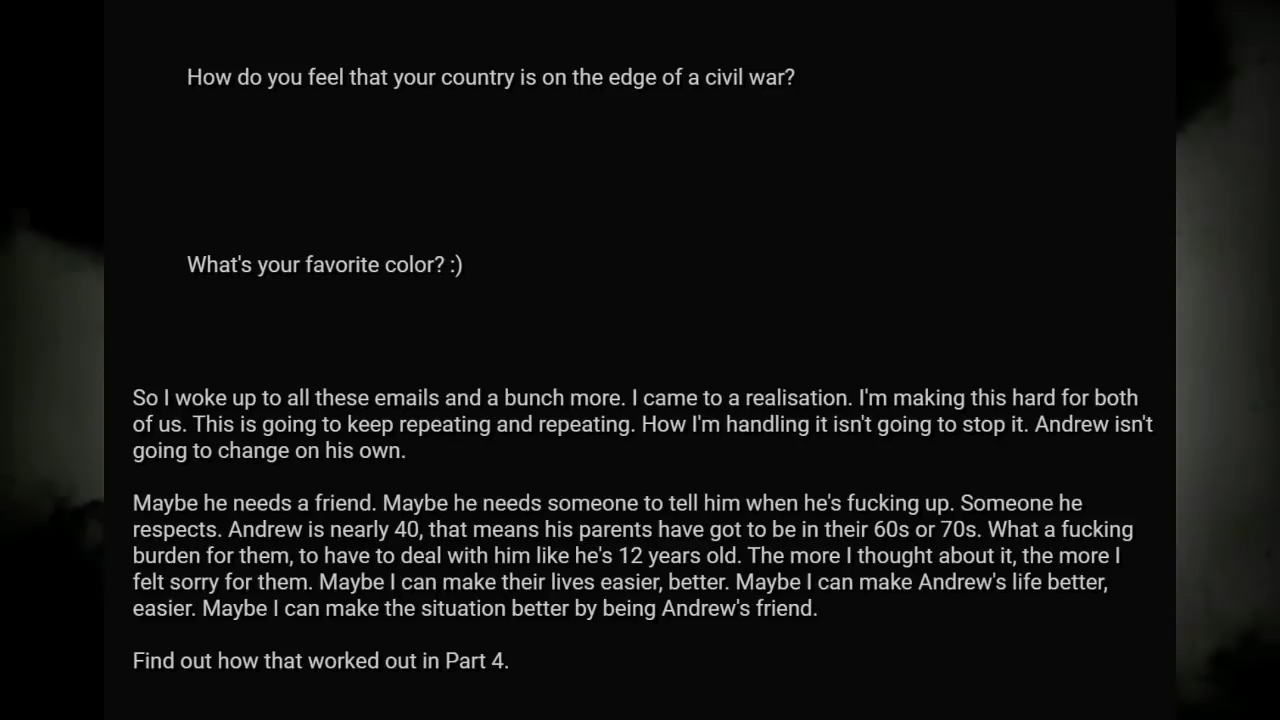 How do you feel that your country is on the edge of a civil war?
What's your favorite color? :)
So I woke up to all these emails and a bunch more. I came to a realisation. I'm making this hard for both
of us. This is going to keep repeating and repeating. How I'm handling it isn't going to stop it. Andrew isn't
going to change on his own.
Maybe he needs a friend. Maybe he needs someone to tell him when he's fucking up. Someone he
respects. Andrew is nearly 40, that means his parents have got to be in their 60s or 70s. What a fucking
burden for them, to have to deal with him like he's 12 years old. The more I thought about it, the more I
felt sorry for them. Maybe I can make their lives easier, better. Maybe I can make Andrew's life better,
easier. Maybe I can make the situation better by being Andrew's friend.
Find out how that worked out in Part 4.